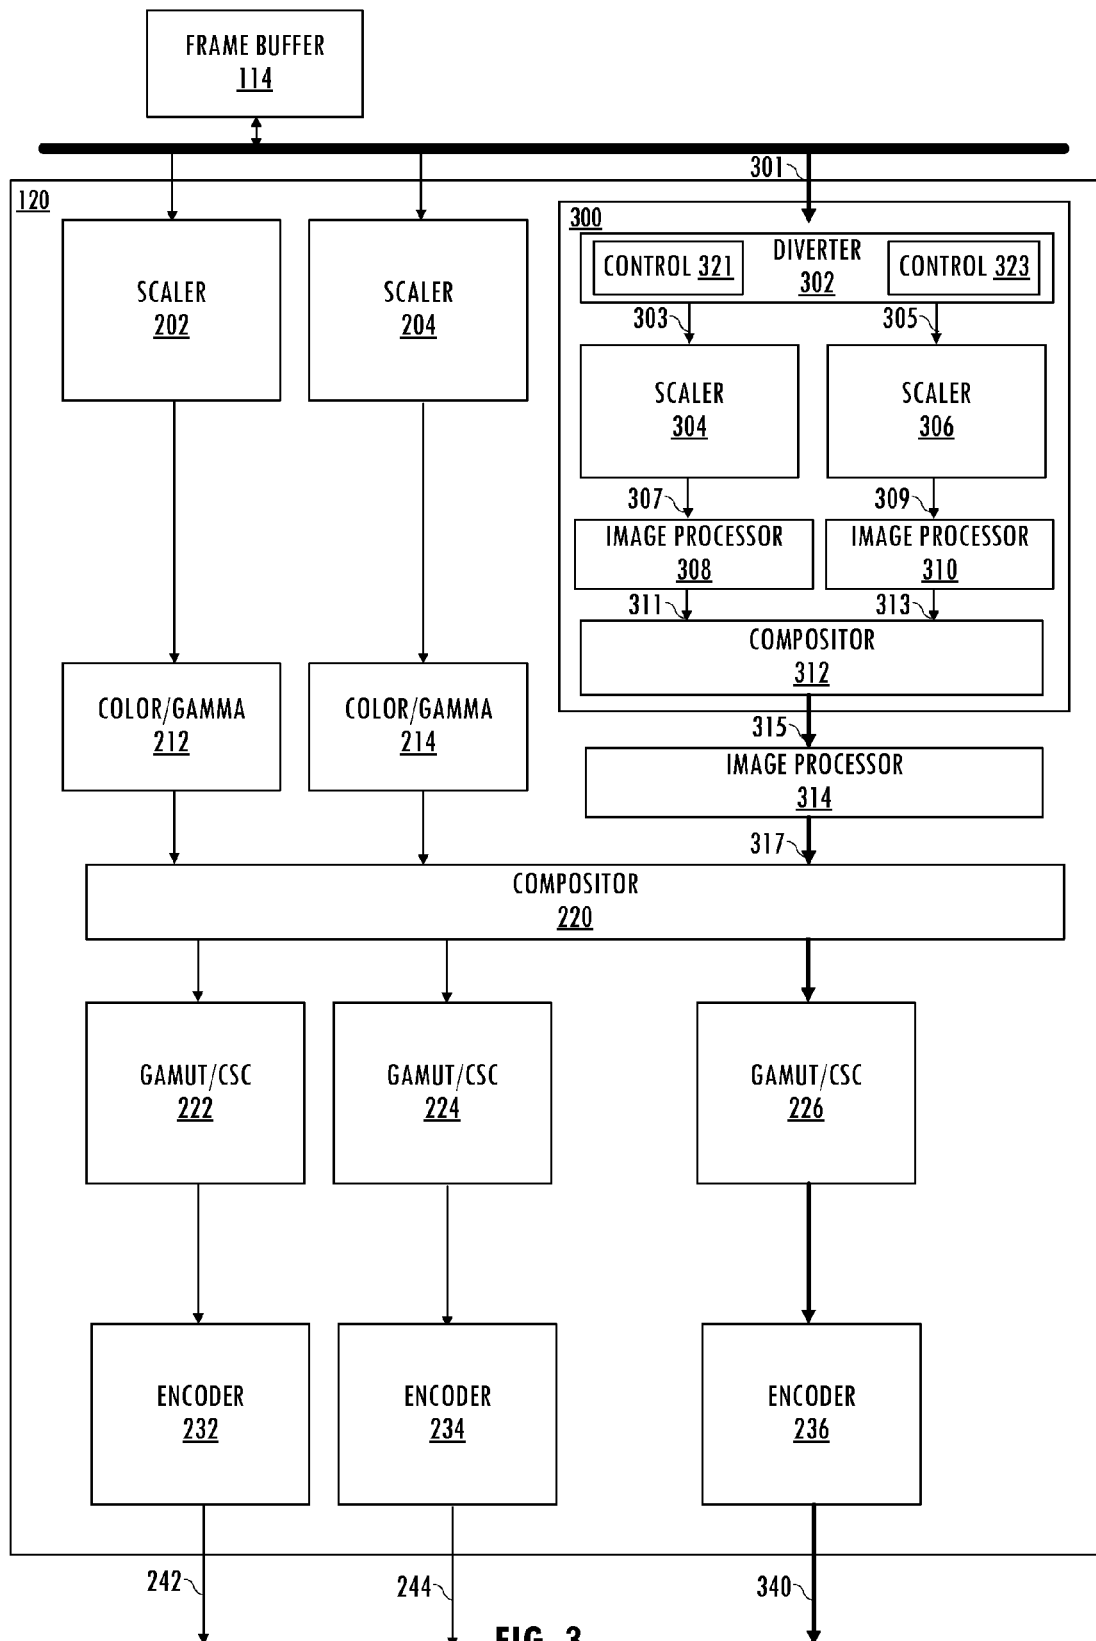 FRAME BUFFER
114
301
120
300
DIVERTER
302
CONTROL 321
CONTROL 323
SCALER
202
SCALER
204
303
305
SCALER
304
SCALER
306
307
309
IMAGE PROCESSOR
308
IMAGE PROCESSOR
310
311
313
COMPOSITOR
312
COLOR/GAMMA
212
COLOR/GAMMA
214
315
IMAGE PROCESSOR
314
317
COMPOSITOR
220
GAMUT/CSC
222
GAMUT/CSC
224
GAMUT/CSC
226
ENCODER
232
ENCODER
234
ENCODER
236
242
244
340
FIG. 3